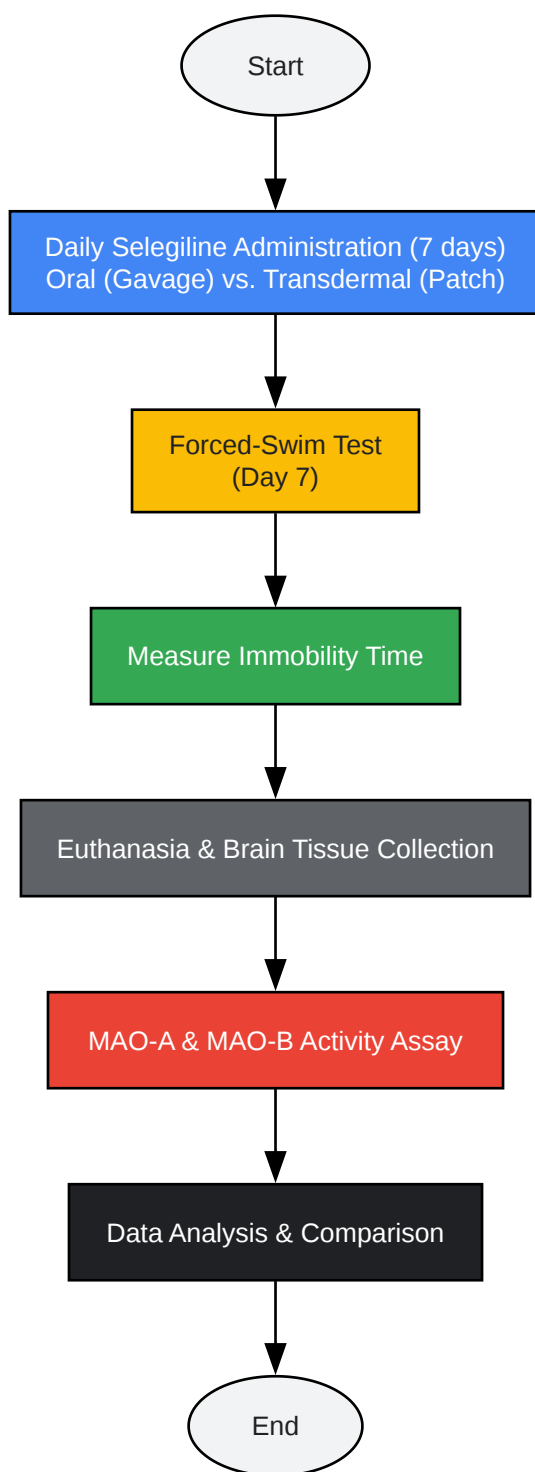 Start
Daily Selegiline Administration (7 days)
Oral (Gavage) vs. Transdermal (Patch)
Forced-Swim Test
(Day 7)
Measure Immobility Time
Euthanasia & Brain Tissue Collection
MAO-A & MAO-B Activity Assay
Data Analysis & Comparison
End